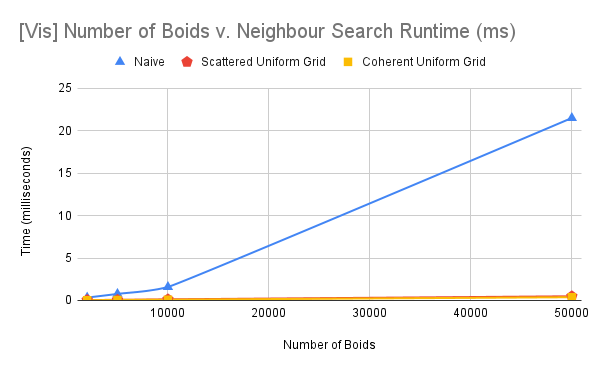 [Vis] Number of Boids v. Neighbour Search Runtime (ms)
Naive Scattered Uniform Grid Coherent Uniform Grid
25
20
15
10
5
0
Time (milliseconds)
10000 20000 30000 40000 50000
Number of Boids